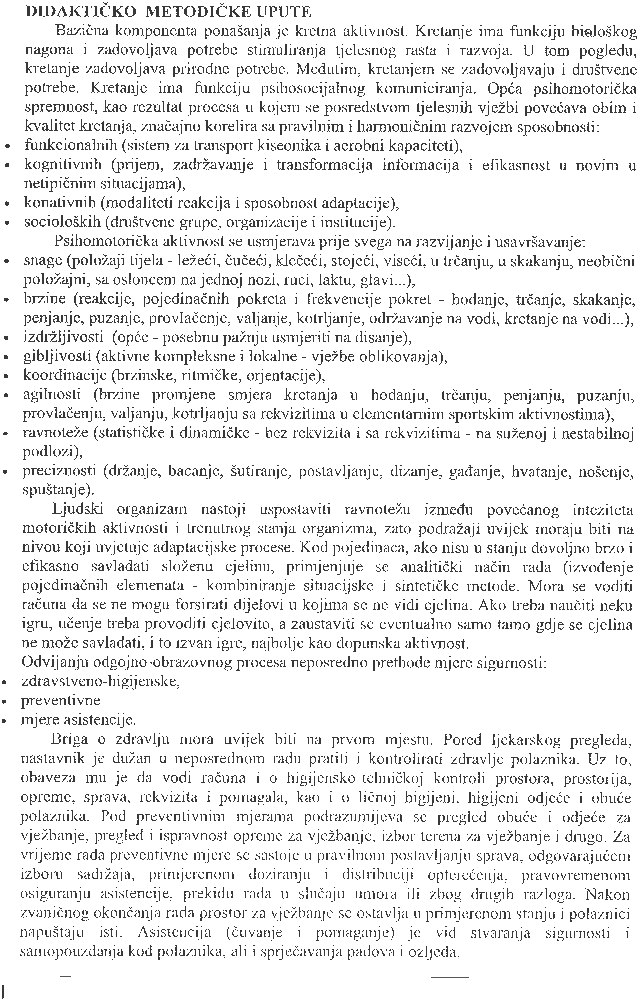 DIDAKTIČKO–METODIČKE UPUTE
Bazična komponenta ponašanja je kretna aktivnost. Kretanje ima funkciju biološkog
nagona i zadovoljava potrebe stimuliranja tjelesnog rasta i razvoja. U tom pogledu,
kretanje zadovoljava prirodne potrebe. Međutim, kretanjem se zadovoljavaju i društvene
potrebe. Kretanje ima funkciju psihosocijalnog komuniciranja. Opća psihomotorička
spremnost, kao rezultat procesa u kojem se posredstvom tjelesnih vježbi povećava obim i
kvalitet kretanja, značajno korelira sa pravilnim i harmoničnim razvojem sposobnosti:
• funkcionalnih (sistem za transport kiseonika i aerobni kapaciteti),
• kognitivnih (prijem, zadržavanje i transformacija informacija i efikasnost u novim u
netipičnim situacijama),
• konativnih (modaliteti reakcija i sposobnost adaptacije),
• socioloških (društvene grupe, organizacije i institucije).
Psihomotorička aktivnost se usmjerava prije svega na razvijanje i usavršavanje:
• snage (položaji tijela - ležeći, čučeći, klečeći, stojeći, viseći, u trčanju, u skakanju, neobični
položajni, sa osloncem na jednoj nozi, ruci, laktu, glavi...),
• brzine (reakcije, pojedinačnih pokreta i frekvencije pokret - hodanje, trčanje, skakanje,
penjanje, puzanje, provlačenje, valjanje, kotrljanje, održavanje na vodi, kretanje na vodi...),
• izdržljivosti (opće - posebnu pažnju usmjeriti na disanje),
• gibljivosti (aktivne kompleksne i lokalne - vježbe oblikovanja),
• koordinacije (brzinske, ritmičke, orjentacije),
• agilnosti (brzine promjene smjera kretanja u hodanju, trčanju, penjanju, puzanju,
provlačenju, valjanju, kotrljanju sa rekvizitima u elementarnim sportskim aktivnostima),
• ravnoteže (statističke i dinamičke - bez rekvizita i sa rekvizitima - na suženoj i nestabilnoj
podlozi),
• preciznosti (držanje, bacanje, šutiranje, postavljanje, dizanje, gađanje, hvatanje, nošenje,
spuštanje).
Ljudski organizam nastoji uspostaviti ravnotežu između povećanog inteziteta
motoričkih aktivnosti i trenutnog stanja organizma, zato podražaji uvijek moraju biti na
nivou koji uvjetuje adaptacijske procese. Kod pojedinaca, ako nisu u stanju dovoljno brzo i
efikasno savladati složenu cjelinu, primjenjuje se analitički način rada (izvođenje
pojedinačnih elemenata - kombiniranje situacijske i sintetičke metode. Mora se voditi
računa da se ne mogu forsirati dijelovi u kojima se ne vidi cjelina. Ako treba naučiti neku
igru, učenje treba provoditi cjelovito, a zaustaviti se eventualno samo tamo gdje se cjelina
ne može savladati, i to izvan igre, najbolje kao dopunska aktivnost.
Odvijanju odgojno-obrazovnog procesa neposredno prethode mjere sigurnosti:
• zdravstveno-higijenske,
• preventivne
• mjere asistencije.
Briga o zdravlju mora uvijek biti na prvom mjestu. Pored ljekarskog pregleda,
nastavnik je dužan u neposrednom radu pratiti i kontrolirati zdravlje polaznika. Uz to,
obaveza mu je da vodi računa i o higijensko-tehničkoj kontroli prostora, prostorija,
opreme, sprava, rekvizita i pomagala, kao i o ličnoj higijeni, higijeni odjeće i obuće
polaznika. Pod preventivnim mjerama podrazumijeva se pregled obuće i odjeće za
vježbanje, pregled i ispravnost opreme za vježbanje, izbor terena za vježbanje i drugo. Za
vrijeme rada preventivne mjere se sastoje u pravilnom postavljanju sprava, odgovarajućem
izboru sadržaja, primjerenom doziranju i distribuciji opterećenja, pravovremenom
osiguranju asistencije, prekidu rada u slučaju umora ili zbog drugih razloga. Nakon
zvaničnog okončanja rada prostor za vježbanje se ostavlja u primjerenom stanju i polaznici
napuštaju isti. Asistencija (čuvanje i pomaganje) je vid stvaranja sigurnosti i
samopouzdanja kod polaznika, ali i sprječavanja padova i ozljeda.